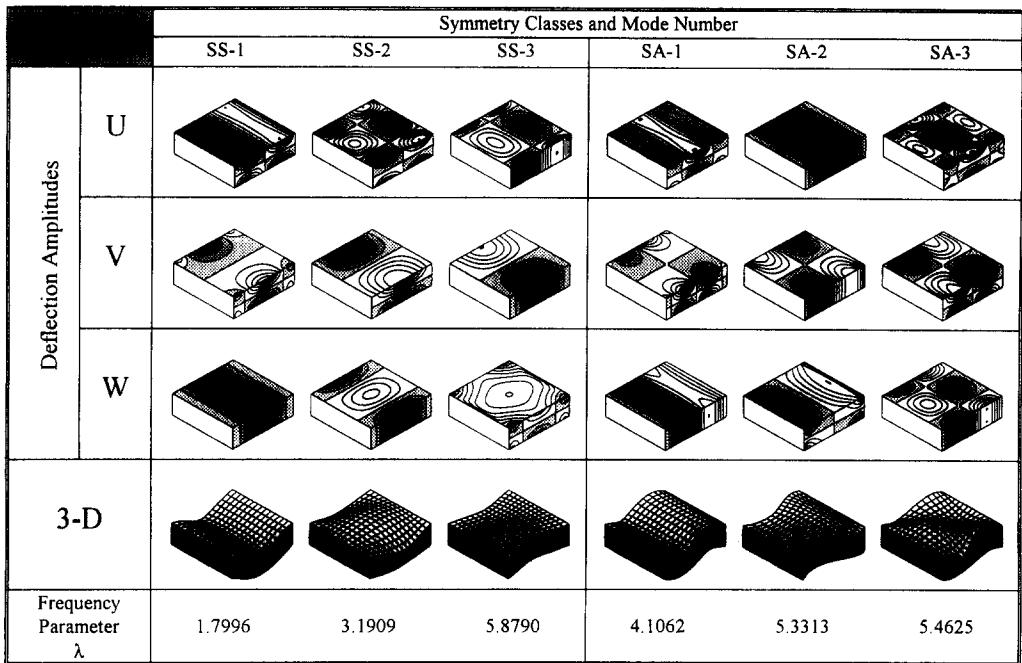 Symmetry Classes and Mode Number
SS-1 SS-2 SS-3 SA-1 SA-2 SA-3
Deflection Amplitudes
U
V
W
3-D
Frequency
Parameter
λ
1.7996 3.1909 5.8790 4.1062 5.3313 5.4625